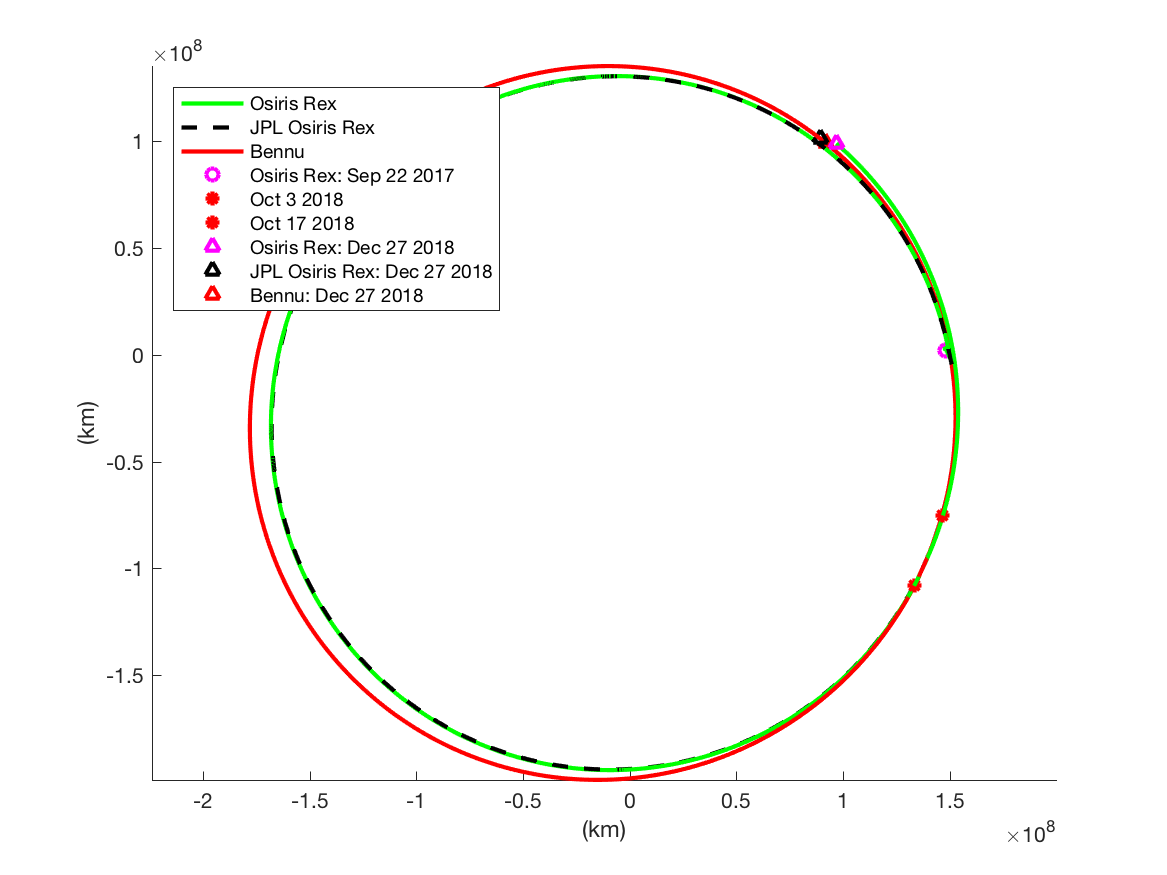 ×10^8
Osiris Rex
JPL Osiris Rex
Bennu
Osiris Rex: Sep 22 2017
Oct 3 2018
Oct 17 2018
Osiris Rex: Dec 27 2018
JPL Osiris Rex: Dec 27 2018
Bennu: Dec 27 2018
1
0.5
0
-0.5
-1
-1.5
(km)
-2 -1.5 -1 -0.5 0 0.5 1 1.5
(km)
×10^8